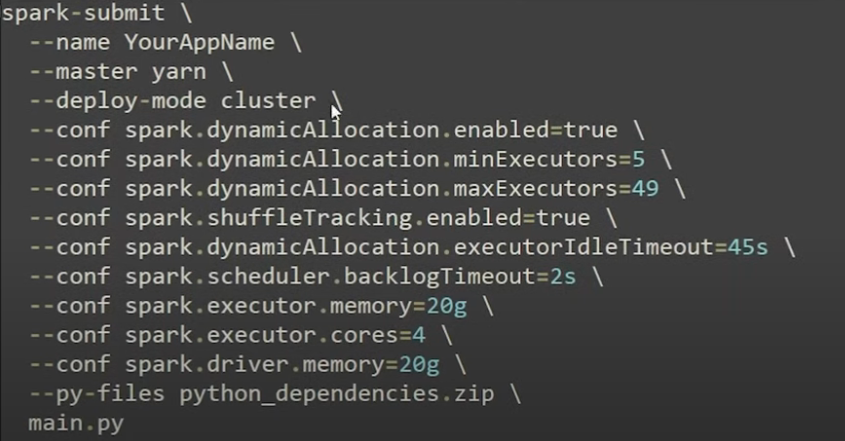 spark-submit \
--name YourAppName \
--master yarn \
--deploy-mode cluster \
--conf spark.dynamicAllocation.enabled=true \
--conf spark.dynamicAllocation.minExecutors=5 \
--conf spark.dynamicAllocation.maxExecutors=49 \
--conf spark.shuffleTracking.enabled=true \
--conf spark.dynamicAllocation.executorIdleTimeout=45s \
--conf spark.scheduler.backlogTimeout=2s \
--conf spark.executor.memory=20g \
--conf spark.executor.cores=4 \
--conf spark.driver.memory=20g \
--py-files python_dependencies.zip \
main.py